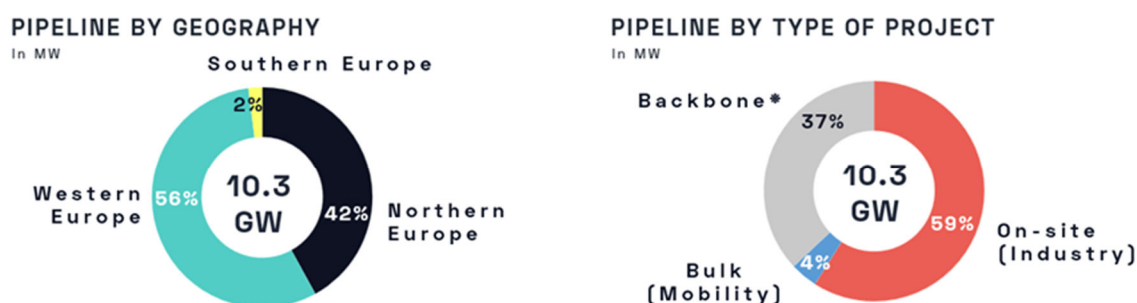 PIPELINE BY GEOGRAPHY
In MW
Southern Europe
2%
Western
Europe
56%
10.3
GW
42%
Northern
Europe
PIPELINE BY TYPE OF PROJECT
In MW
Backbone*
37%
10.3
GW
59%
On-site
(Industry)
4%
Bulk
(Mobility)